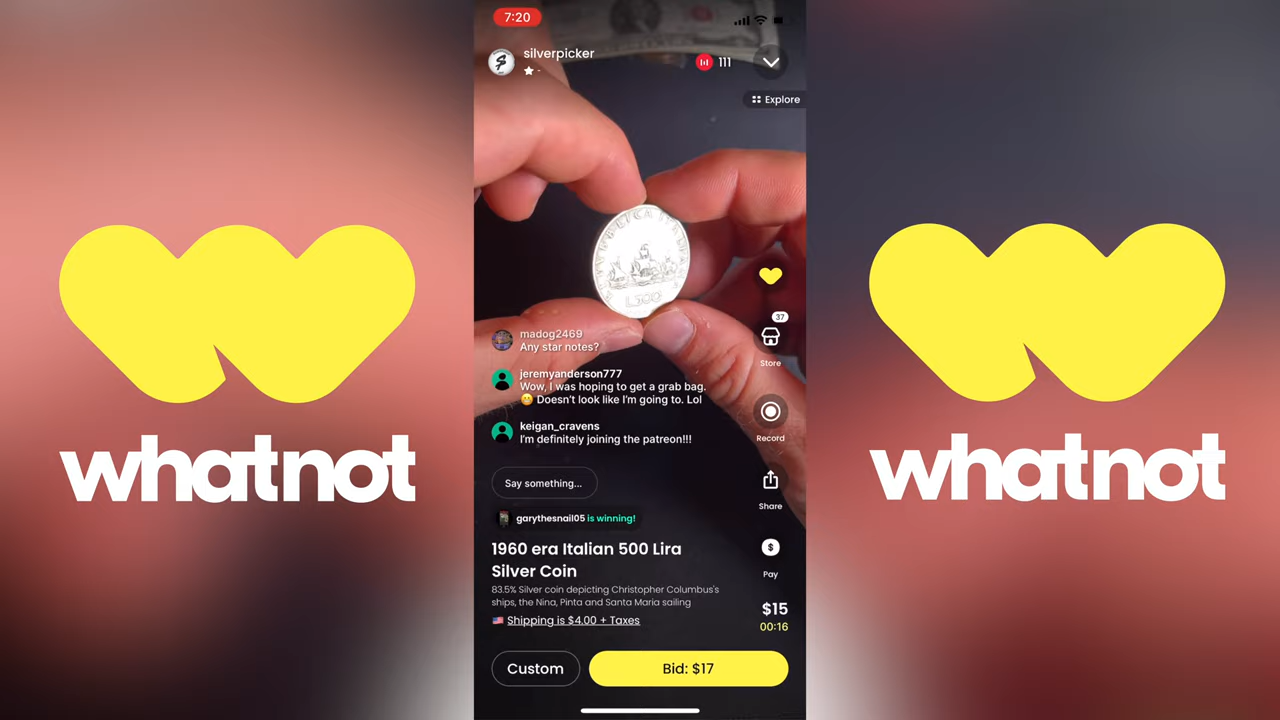 7:20
silverpicker
-
111
Explore
L.500
37
Store
madog2469
Any star notes?
jeremyanderson777
Wow, I was hoping to get a grab bag.
😬 Doesn't look like I'm going to. Lol
keigan_cravens
I'm definitely joining the patreon!!!
Record
Say something...
Share
garythesnail05 is winning!
1960 era Italian 500 Lira
Silver Coin
83.5% Silver coin depicting Christopher Columbus's
ships, the Nina, Pinta and Santa Maria sailing
Shipping is $4.00 + Taxes
$
Pay
$15
00:16
Custom
Bid: $17
whatnot
whatnot